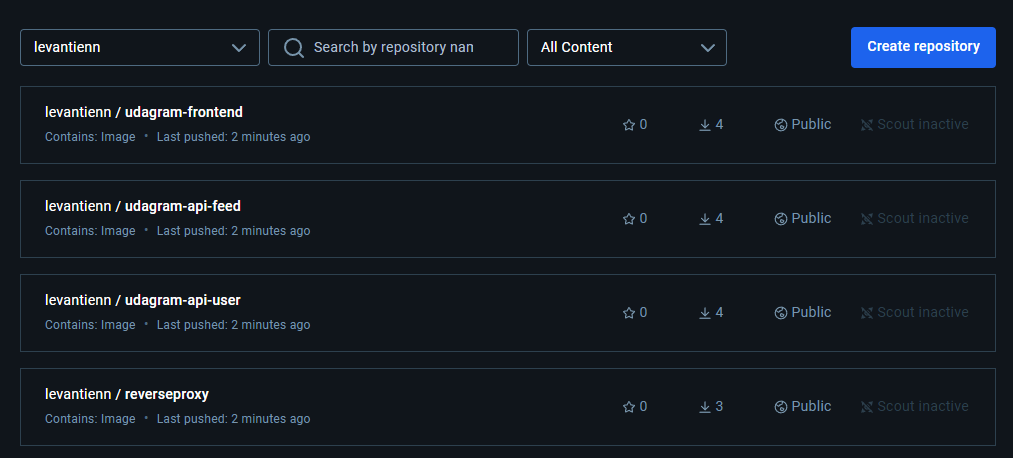 levantienn Search by repository nan All Content Create repository
levantienn / udagram-frontend
Contains: Image • Last pushed: 2 minutes ago 0 4 Public Scout inactive
levantienn / udagram-api-feed
Contains: Image • Last pushed: 2 minutes ago 0 4 Public Scout inactive
levantienn / udagram-api-user
Contains: Image • Last pushed: 2 minutes ago 0 4 Public Scout inactive
levantienn / reverseproxy
Contains: Image • Last pushed: 2 minutes ago 0 3 Public Scout inactive